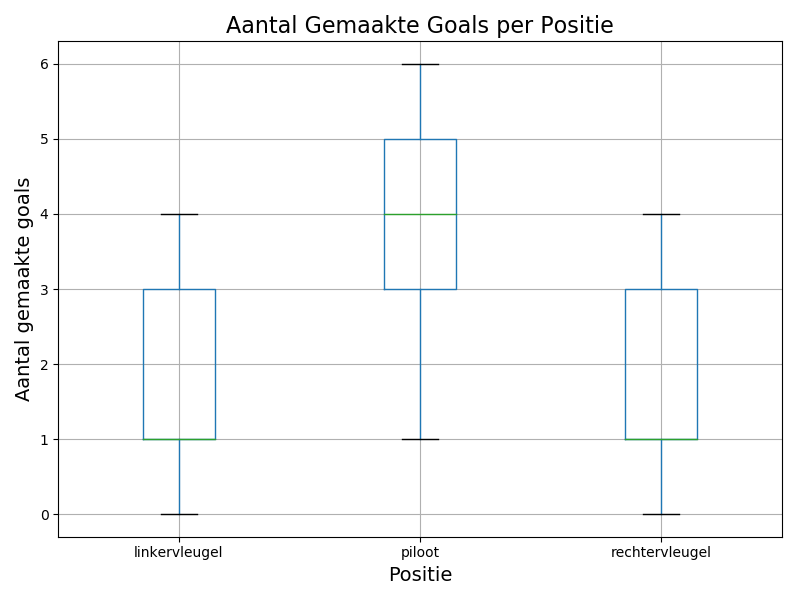 Aantal Gemaakte Goals per Positie
Aantal gemaakte goals
6
5
4
3
2
1
0
linkervleugel piloot rechtervleugel
Positie